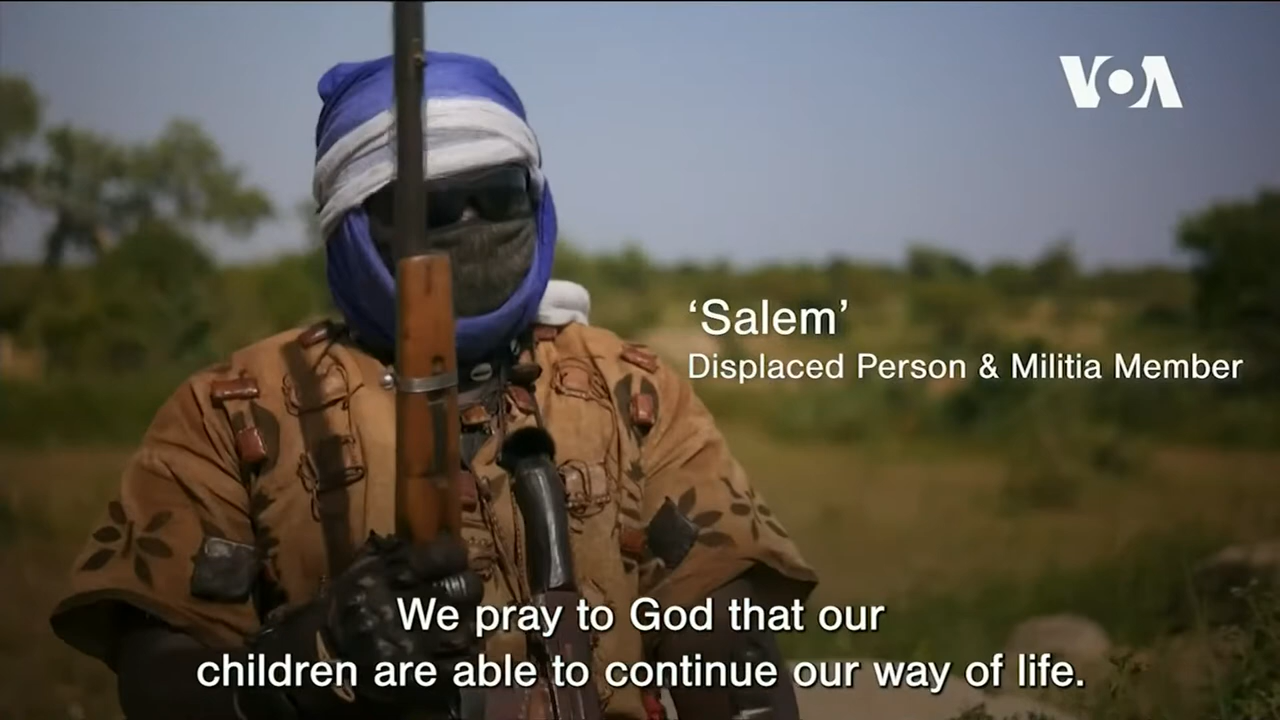 VOA
‘Salem’
Displaced Person & Militia Member
We pray to God that our
children are able to continue our way of life.